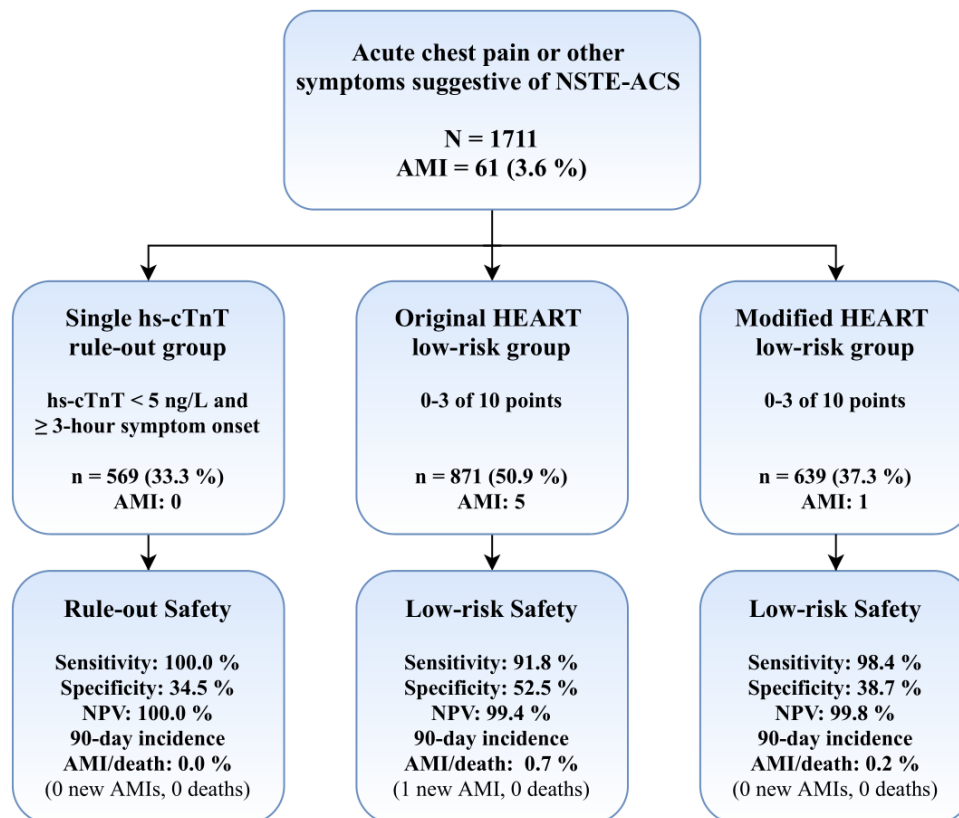 Acute chest pain or other
symptoms suggestive of NSTE-ACS
N = 1711
AMI = 61 (3.6 %)
Single hs-cTnT
rule-out group
hs-cTnT < 5 ng/L and
≥ 3-hour symptom onset
n = 569 (33.3 %)
AMI: 0
Original HEART
low-risk group
0-3 of 10 points
n = 871 (50.9 %)
AMI: 5
Modified HEART
low-risk group
0-3 of 10 points
n = 639 (37.3 %)
AMI: 1
Rule-out Safety
Sensitivity: 100.0 %
Specificity: 34.5 %
NPV: 100.0 %
90-day incidence
AMI/death: 0.0 %
(0 new AMIs, 0 deaths)
Low-risk Safety
Sensitivity: 91.8 %
Specificity: 52.5 %
NPV: 99.4 %
90-day incidence
AMI/death: 0.7 %
(1 new AMI, 0 deaths)
Low-risk Safety
Sensitivity: 98.4 %
Specificity: 38.7 %
NPV: 99.8 %
90-day incidence
AMI/death: 0.2 %
(0 new AMIs, 0 deaths)